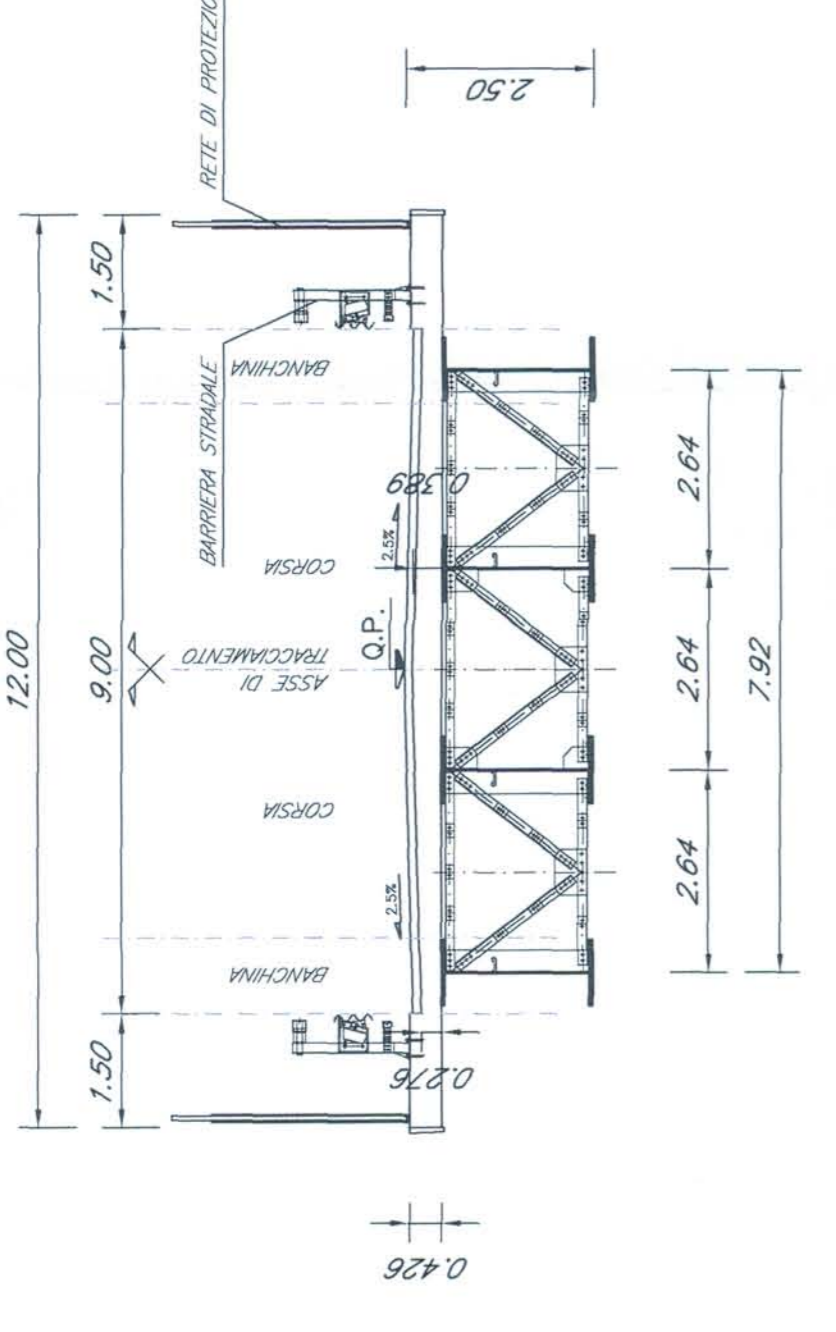 RETE DI PROTEZIO
2.50
12.00
1.50
9.00
1.50
BARRIERA STRADALE
BANCHINA
CORSIA
ASSE DI
TRACCIAMENTO
CORSIA
BANCHINA
Q.P.
2.5%
2.5%
0.389
0.276
0.426
2.64
2.64
2.64
7.92